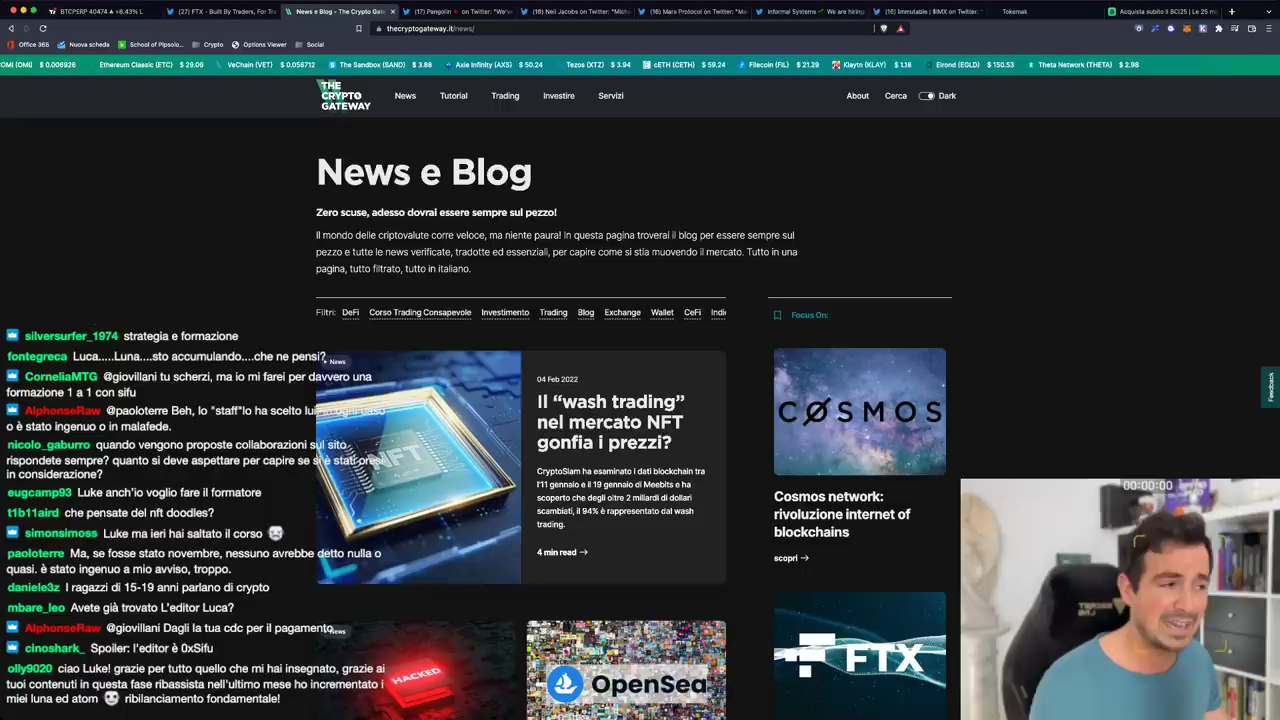 BTCPERP 40474 ▲ +8.43% L
(27) FTX - Built By Traders, For Tra
News e Blog - The Crypto Gate
(17) Pangolin on Twitter: "We'v
(16) Neil Jacobs on Twitter: "Mich
(16) Mars Protocol on Twitter: "Me
Informal Systems We are hiring
(16) Immutable | $IMX on Twitter: "
Tokemak
Acquista subito il BCI25 | Le 25 m
thecryptogateway.it/news/
Office 365
Nuova scheda
School of Pipsolo...
Crypto
Options Viewer
Social
OMI (OMI) $ 0.006926
Ethereum Classic (ETC) $ 29.06
VeChain (VET) $ 0.056712
The Sandbox (SAND) $ 3.88
Axie Infinity (AXS) $ 50.24
Tezos (XTZ) $ 3.94
cETH (CETH) $ 59.24
Filecoin (FIL) $ 21.29
Klaytn (KLAY) $ 1.18
Elrond (EGLD) $ 150.53
Theta Network (THETA) $ 2.98
THE
CRYPTO
GATEWAY
News
Tutorial
Trading
Investire
Servizi
About
Cerca
Dark
News e Blog
Zero scuse, adesso dovrai essere sempre sul pezzo!
Il mondo delle criptovalute corre veloce, ma niente paura! In questa pagina troverai il blog per essere sempre sul
pezzo e tutte le news verificate, tradotte ed essenziali, per capire come si stia muovendo il mercato. Tutto in una
pagina, tutto filtrato, tutto in italiano.
Filtri: DeFi Corso Trading Consapevole Investimento Trading Blog Exchange Wallet CeFi Indi
Focus On:
silversurfer_1974 strategia e formazione
fontegreca Luca.....Luna....sto accumulando....che ne pensi?
CorneliaMTG @giovillani tu scherzi, ma io mi farei per davvero una
formazione 1 a 1 con sifu
AlphonseRaw @paoloterre Beh, lo "staff"lo ha scelto lui in ogni caso
o è stato ingenuo o in malafede.
nicolo_gaburro quando vengono proposte collaborazioni sul sito
rispondete sempre? quanto si deve aspettare per capire se si è stati presi
in considerazione?
eugcamp93 Luke anch'io voglio fare il formatore
t1b11aird che pensate del nft doodles?
simonsimoss Luke ma ieri hai saltato il corso
paoloterre Ma, se fosse stato novembre, nessuno avrebbe detto nulla o
quasi. è stato ingenuo a mio avviso, troppo.
daniele3z I ragazzi di 15-19 anni parlano di crypto
mbare_leo Avete già trovato L'editor Luca?
AlphonseRaw @giovillani Dagli la tua cdc per il pagamento
cinoshark_ Spoiler: l'editor è 0xSifu
olly9020 ciao Luke! grazie per tutto quello che mi hai insegnato, grazie ai
tuoi contenuti in questa fase ribassista nell'ultimo mese ho incrementato i
miei luna ed atom ribilanciamento fondamentale!
News
NFT
04 Feb 2022
Il “wash trading”
nel mercato NFT
gonfia i prezzi?
CryptoSlam ha esaminato i dati blockchain tra
l'11 gennaio e il 19 gennaio di Meebits e ha
scoperto che degli oltre 2 miliardi di dollari
scambiati, il 94% è rappresentato dal wash
trading.
4 min read →
COSMOS
Cosmos network:
rivoluzione internet of
blockchains
scopri →
News
HACKED
OpenSea
FTX
Feedback
00:00:00